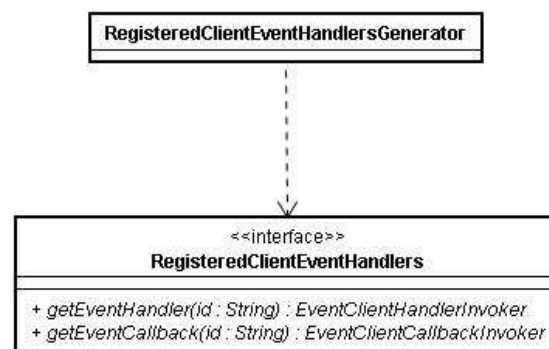 RegisteredClientEventHandlersGenerator
<<interface>>
RegisteredClientEventHandlers
+ getEventHandler(id : String) : EventClientHandlerInvoker
+ getEventCallback(id : String) : EventClientCallbackInvoker